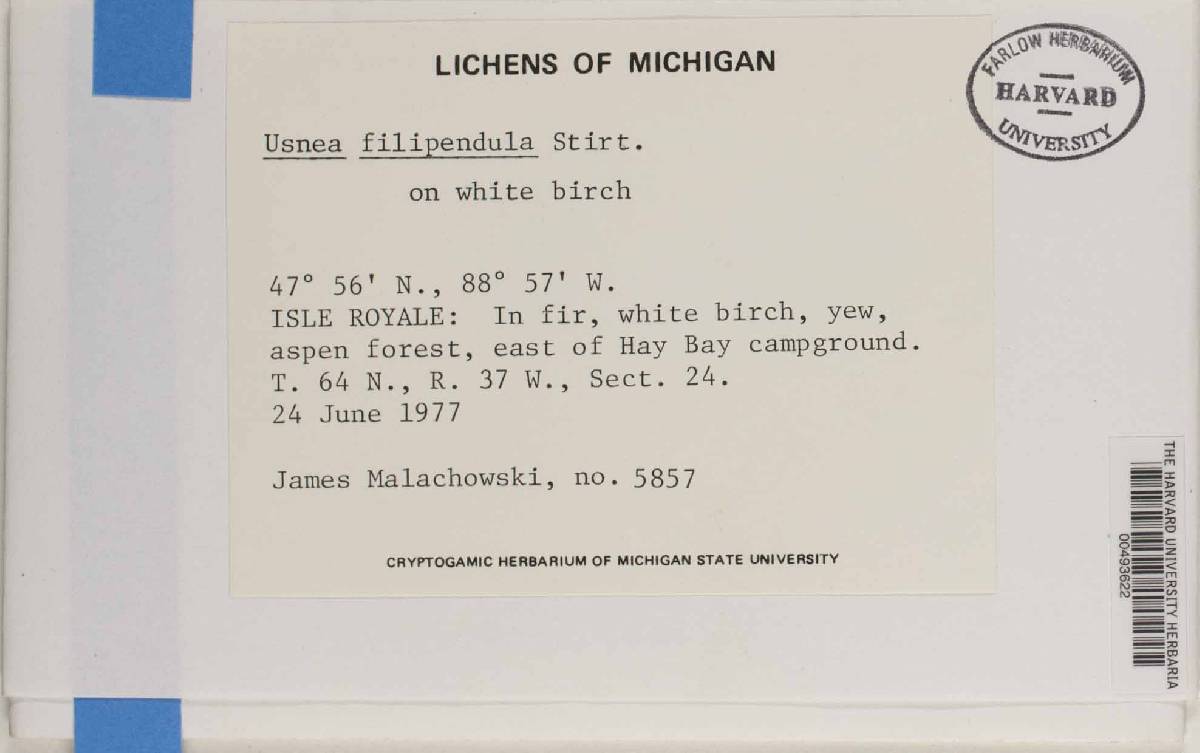 LICHENS OF MICHIGAN
FARLOW HERBARIUM
HARVARD
UNIVERSITY
Usnea filipendula Stirt.
on white birch
47° 56' N., 88° 57' W.
ISLE ROYALE: In fir, white birch, yew,
aspen forest, east of Hay Bay campground.
T. 64 N., R. 37 W., Sect. 24.
24 June 1977
James Malachowski, no. 5857
CRYPTOGAMIC HERBARIUM OF MICHIGAN STATE UNIVERSITY
THE HARVARD UNIVERSITY HERBARIA
00493622